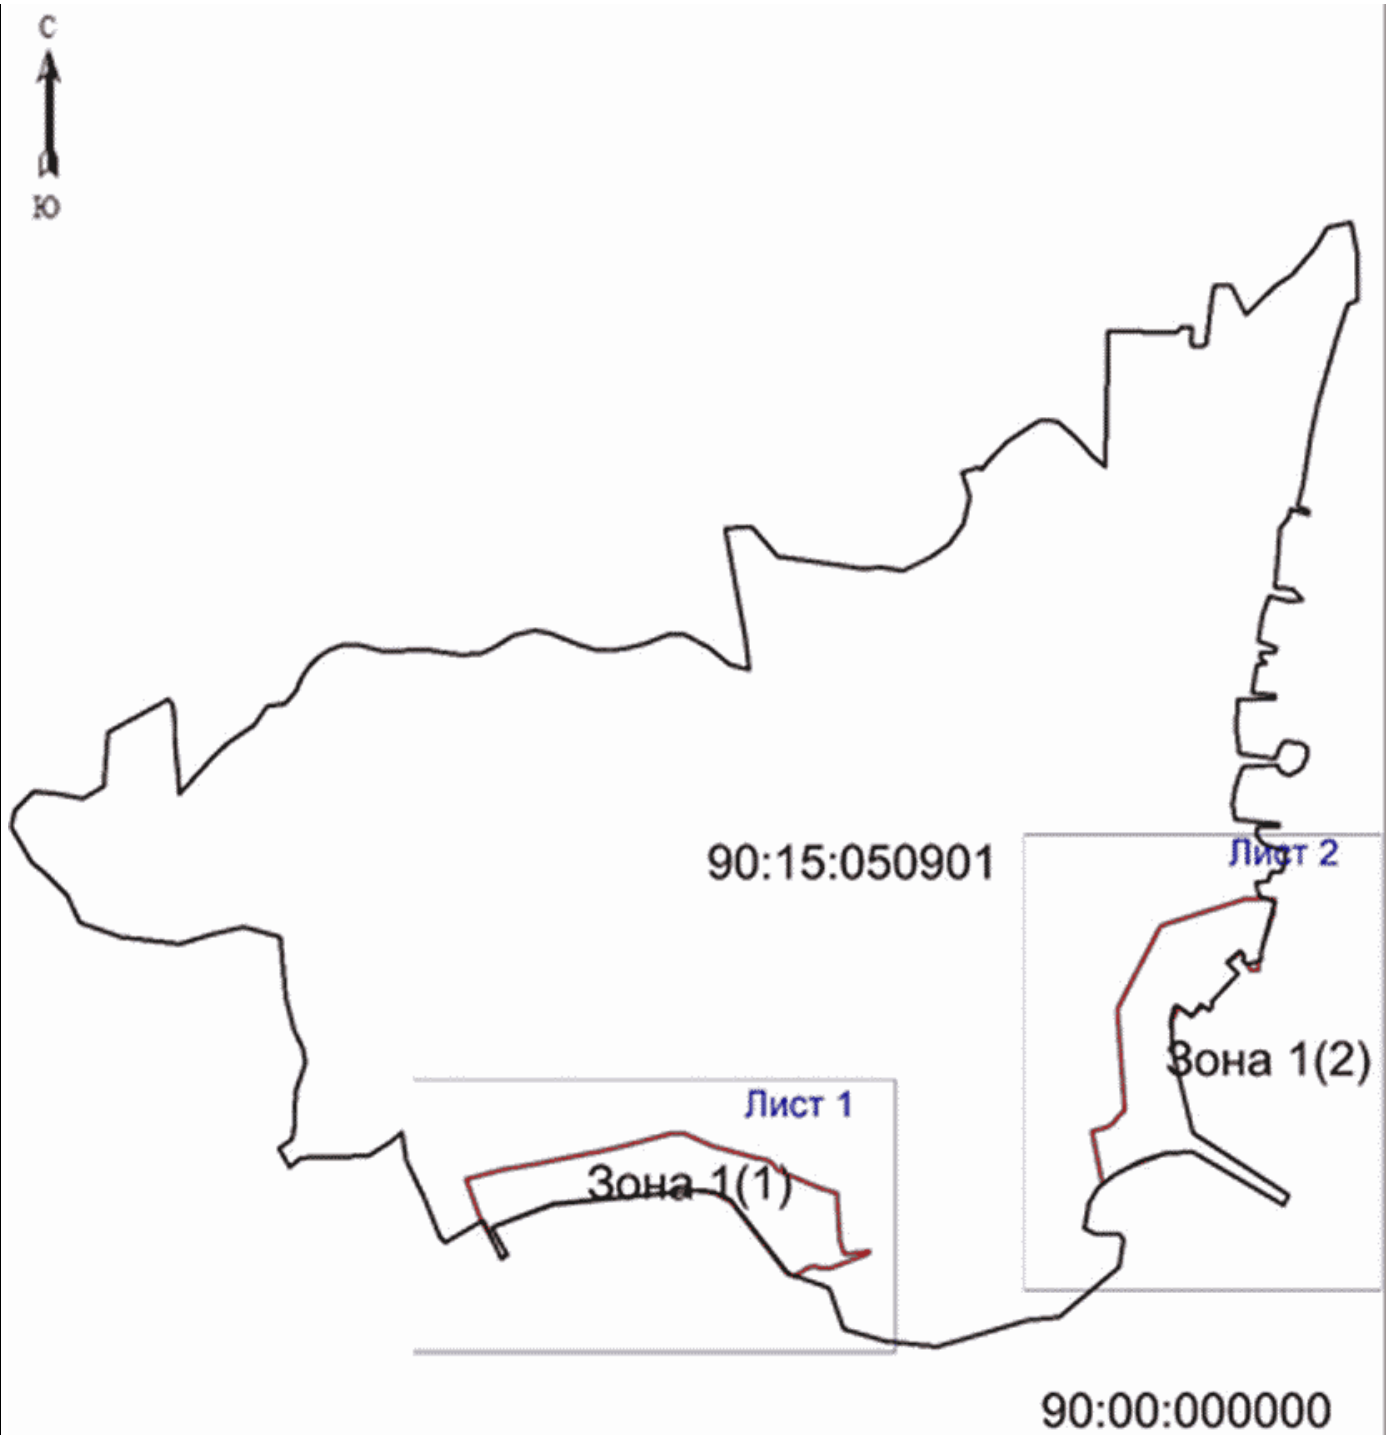 С
Ю
90:15:050901
Лист 2
Зона 1(2)
Лист 1
Зона 1(1)
90:00:000000